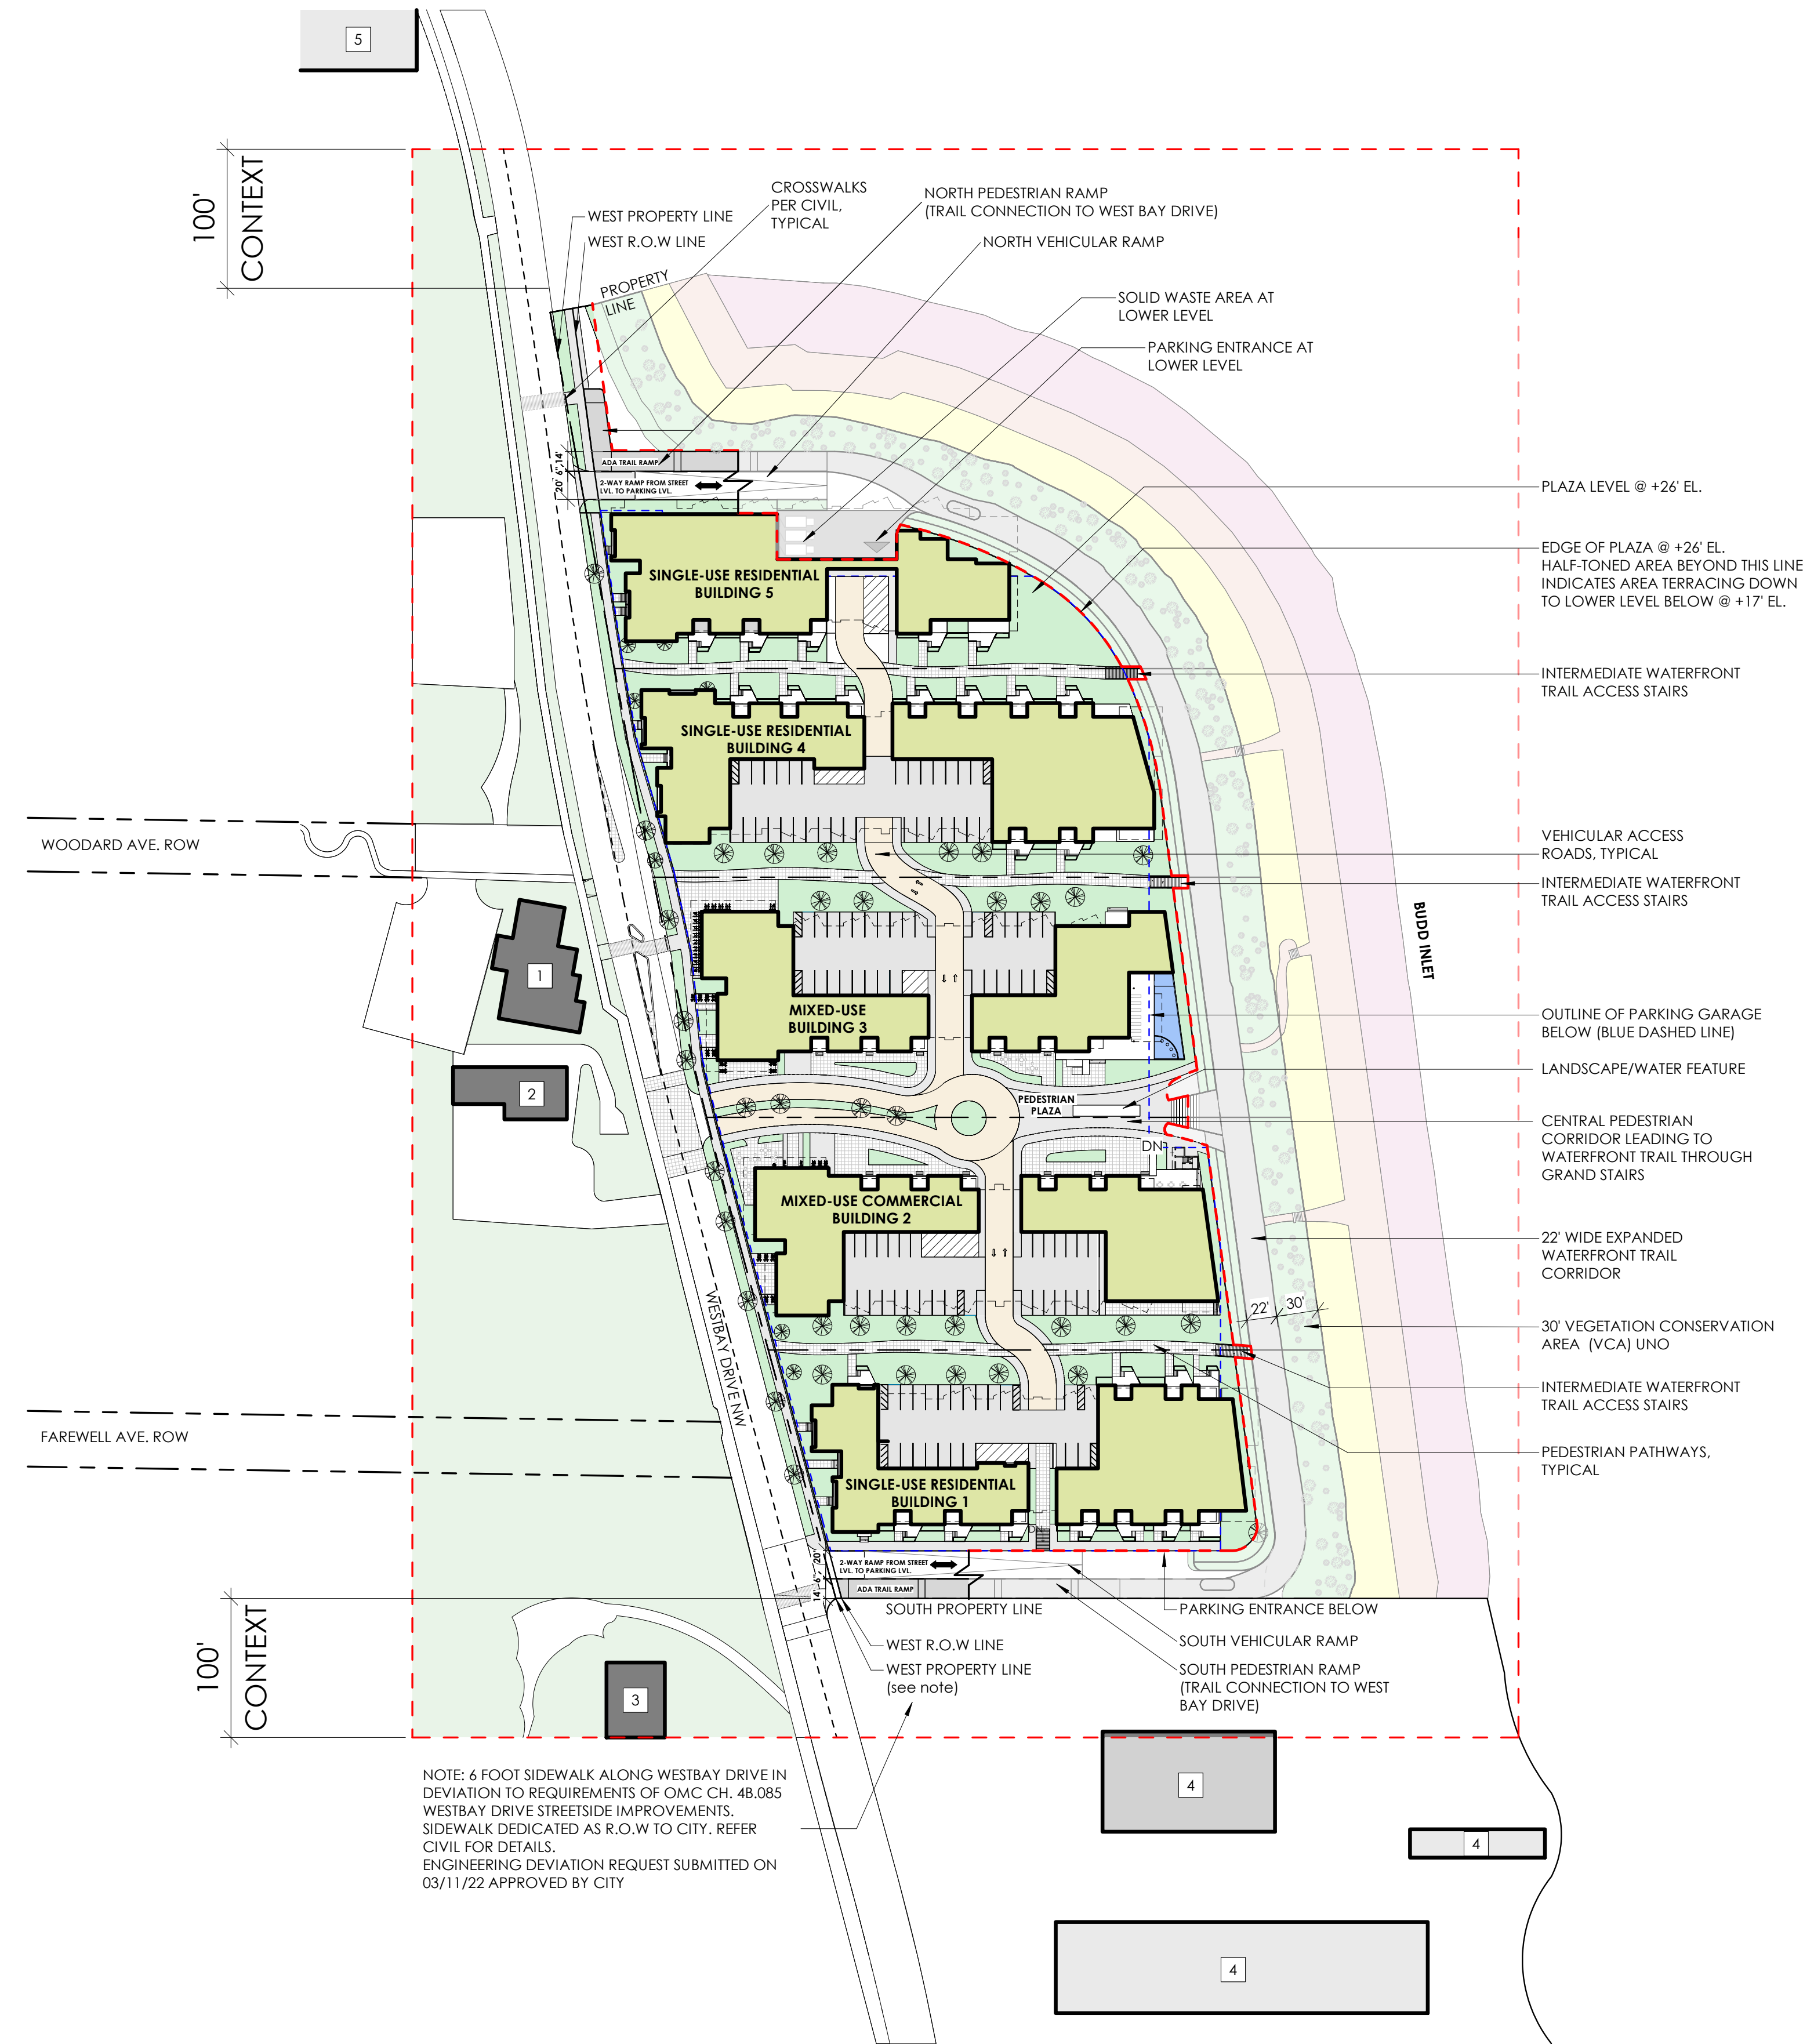 5
100'
CONTEXT
CROSSWALKS
PER CIVIL,
TYPICAL
NORTH PEDESTRIAN RAMP
(TRAIL CONNECTION TO WEST BAY DRIVE)
WEST PROPERTY LINE
WEST R.O.W LINE
NORTH VEHICULAR RAMP
PROPERTY
LINE
SOLID WASTE AREA AT
LOWER LEVEL
PARKING ENTRANCE AT
LOWER LEVEL
14'
6"
20'
ADA TRAIL RAMP
2-WAY RAMP FROM STREET
LVL. TO PARKING LVL.
PLAZA LEVEL @ +26' EL.
EDGE OF PLAZA @ +26' EL.
HALF-TONED AREA BEYOND THIS LINE
INDICATES AREA TERRACING DOWN
TO LOWER LEVEL BELOW @ +17' EL.
SINGLE-USE RESIDENTIAL
BUILDING 5
INTERMEDIATE WATERFRONT
TRAIL ACCESS STAIRS
SINGLE-USE RESIDENTIAL
BUILDING 4
WOODARD AVE. ROW
VEHICULAR ACCESS
ROADS, TYPICAL
INTERMEDIATE WATERFRONT
TRAIL ACCESS STAIRS
BUDD INLET
1
MIXED-USE
BUILDING 3
OUTLINE OF PARKING GARAGE
BELOW (BLUE DASHED LINE)
2
LANDSCAPE/WATER FEATURE
PEDESTRIAN
PLAZA
CENTRAL PEDESTRIAN
CORRIDOR LEADING TO
WATERFRONT TRAIL THROUGH
GRAND STAIRS
DN
MIXED-USE COMMERCIAL
BUILDING 2
22' WIDE EXPANDED
WATERFRONT TRAIL
CORRIDOR
22'
30'
30' VEGETATION CONSERVATION
AREA (VCA) UNO
WESTBAY DRIVE NW
INTERMEDIATE WATERFRONT
TRAIL ACCESS STAIRS
FAREWELL AVE. ROW
PEDESTRIAN PATHWAYS,
TYPICAL
SINGLE-USE RESIDENTIAL
BUILDING 1
DN
20'
6"
14'
2-WAY RAMP FROM STREET
LVL. TO PARKING LVL.
ADA TRAIL RAMP
100'
CONTEXT
SOUTH PROPERTY LINE
PARKING ENTRANCE BELOW
WEST R.O.W LINE
SOUTH VEHICULAR RAMP
WEST PROPERTY LINE
(see note)
SOUTH PEDESTRIAN RAMP
(TRAIL CONNECTION TO WEST
BAY DRIVE)
3
NOTE: 6 FOOT SIDEWALK ALONG WESTBAY DRIVE IN
DEVIATION TO REQUIREMENTS OF OMC CH. 4B.085
WESTBAY DRIVE STREETSIDE IMPROVEMENTS.
SIDEWALK DEDICATED AS R.O.W TO CITY. REFER
CIVIL FOR DETAILS.
ENGINEERING DEVIATION REQUEST SUBMITTED ON
03/11/22 APPROVED BY CITY
4
4
4